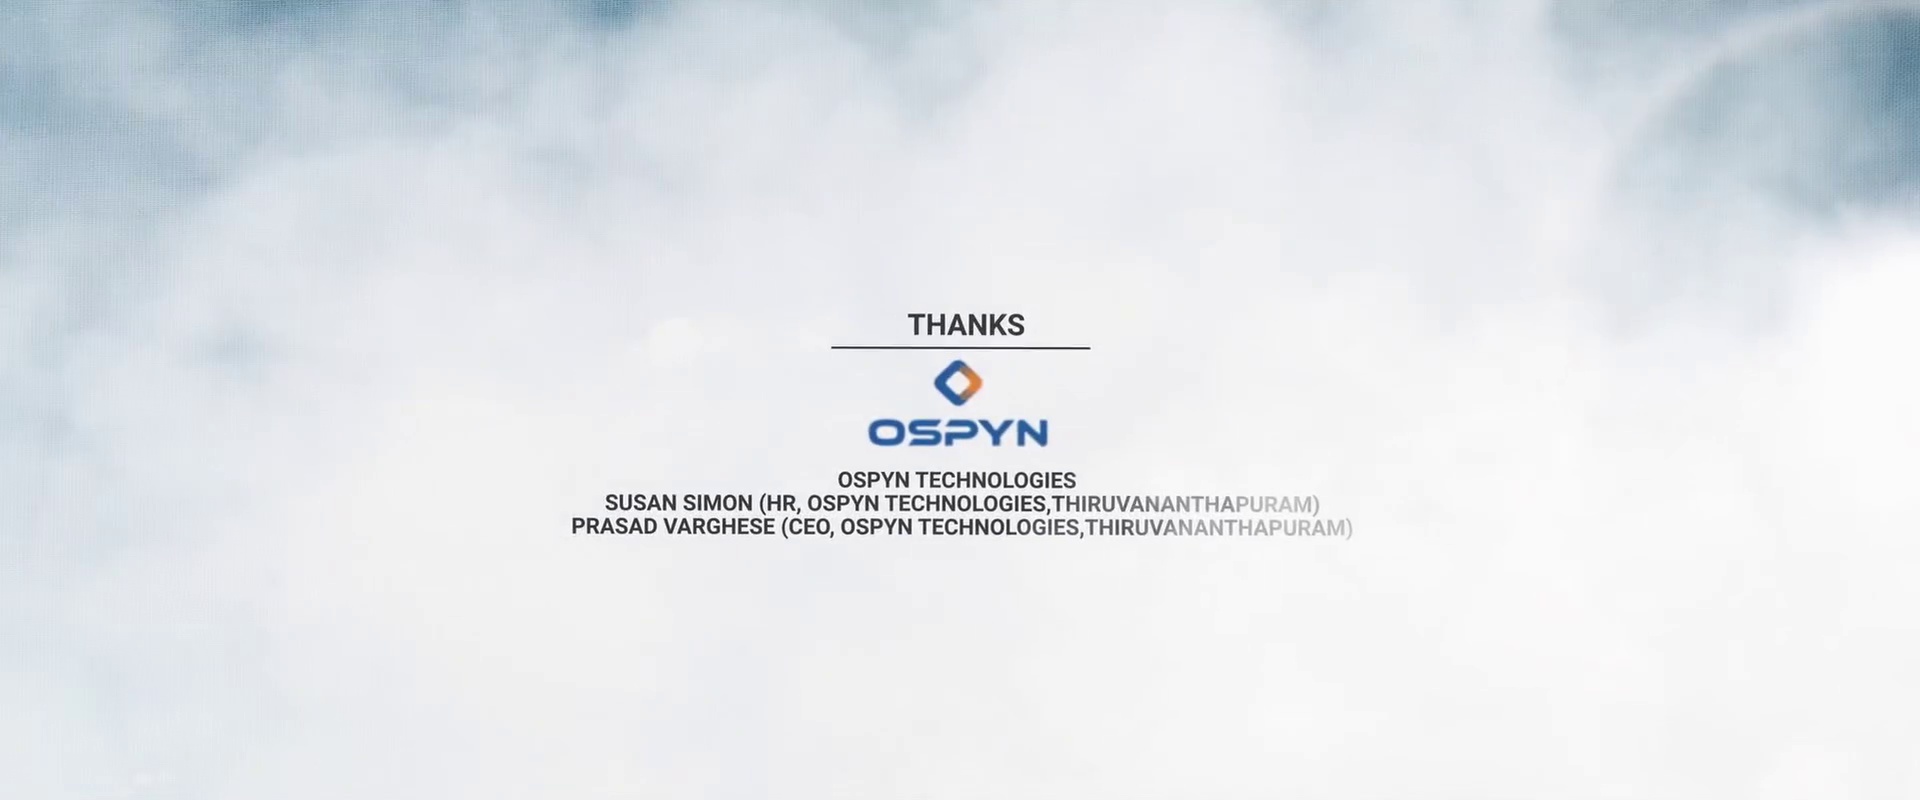 THANKS
OSPYN
OSPYN TECHNOLOGIES
SUSAN SIMON (HR, OSPYN TECHNOLOGIES,THIRUVANANTHAPURAM)
PRASAD VARGHESE (CEO, OSPYN TECHNOLOGIES,THIRUVANANTHAPURAM)